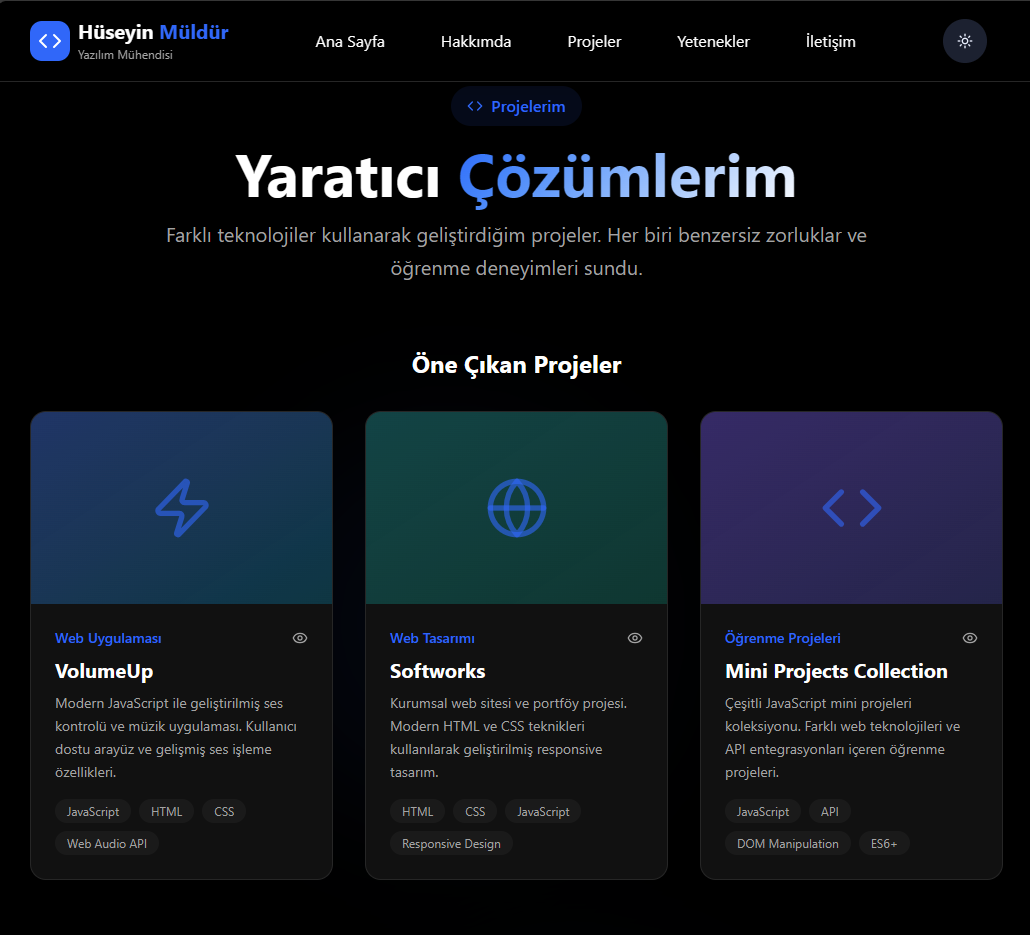 Hüseyin Müldür
Yazılım Mühendisi
Ana Sayfa
Hakkımda
Projeler
Yetenekler
İletişim
Projelerim
Yaratıcı Çözümlerim
Farklı teknolojiler kullanarak geliştirdiğim projeler. Her biri benzersiz zorluklar ve
öğrenme deneyimleri sundu.
Öne Çıkan Projeler
Web Uygulaması
VolumeUp
Modern JavaScript ile geliştirilmiş ses
kontrolü ve müzik uygulaması. Kullanıcı
dostu arayüz ve gelişmiş ses işleme
özellikleri.
JavaScript
HTML
CSS
Web Audio API
Web Tasarımı
Softworks
Kurumsal web sitesi ve portföy projesi.
Modern HTML ve CSS teknikleri
kullanılarak geliştirilmiş responsive
tasarım.
HTML
CSS
JavaScript
Responsive Design
Öğrenme Projeleri
Mini Projects Collection
Çeşitli JavaScript mini projeleri
koleksiyonu. Farklı web teknolojileri ve
API entegrasyonları içeren öğrenme
projeleri.
JavaScript
API
DOM Manipulation
ES6+